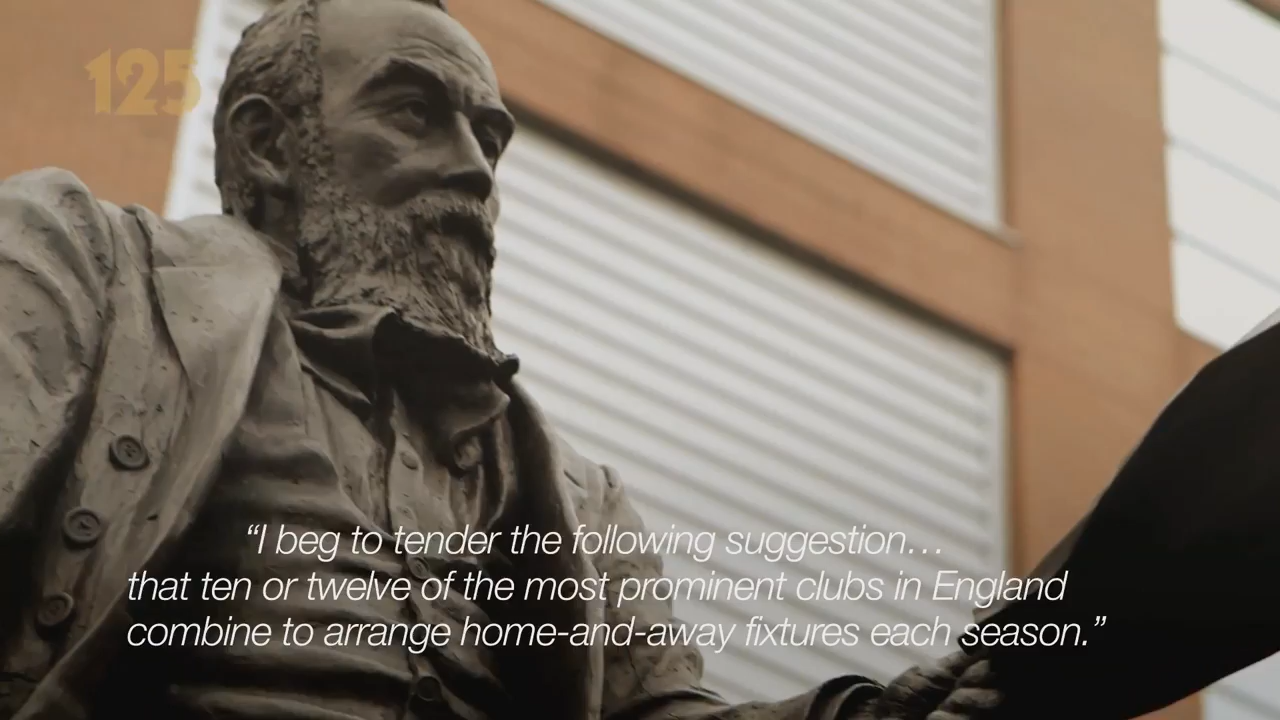 125
“I beg to tender the following suggestion…
that ten or twelve of the most prominent clubs in England
combine to arrange home-and-away fixtures each season.”